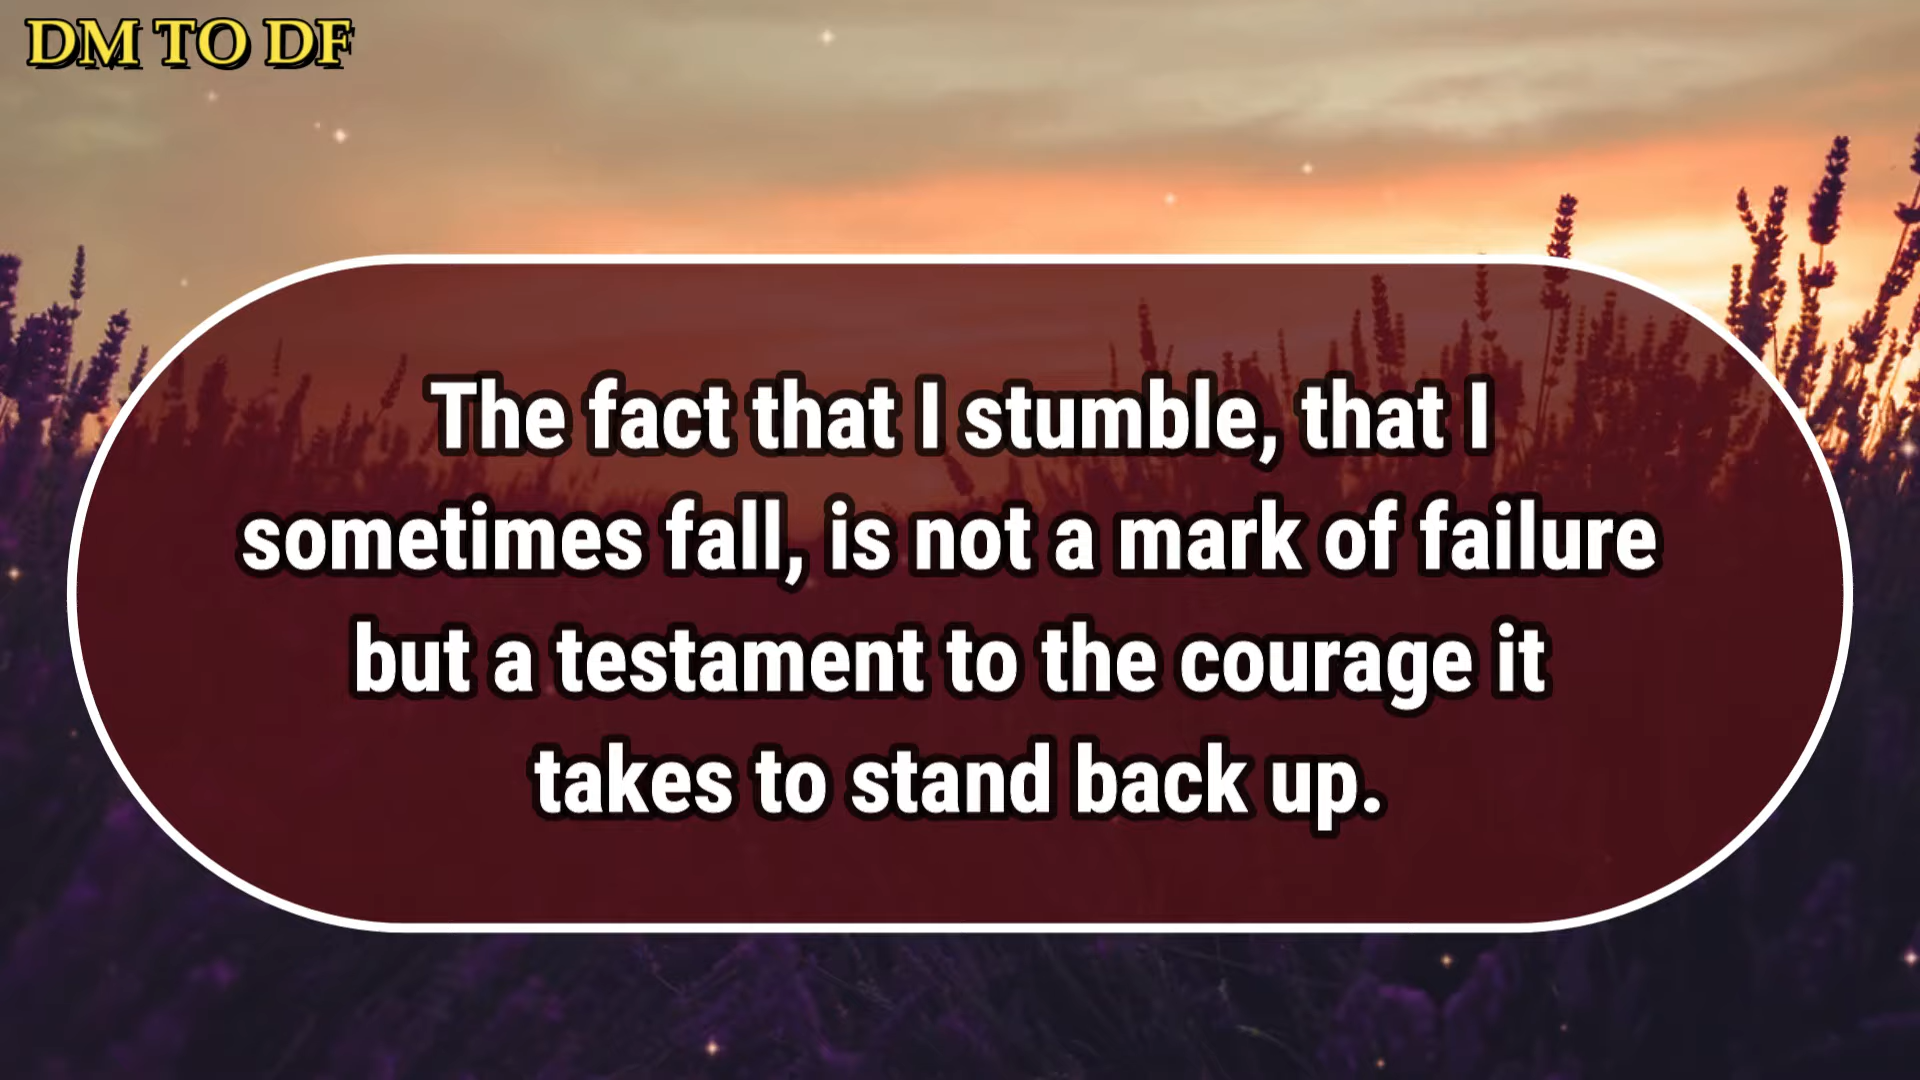 DM TO DF
The fact that I stumble, that I
sometimes fall, is not a mark of failure
but a testament to the courage it
takes to stand back up.